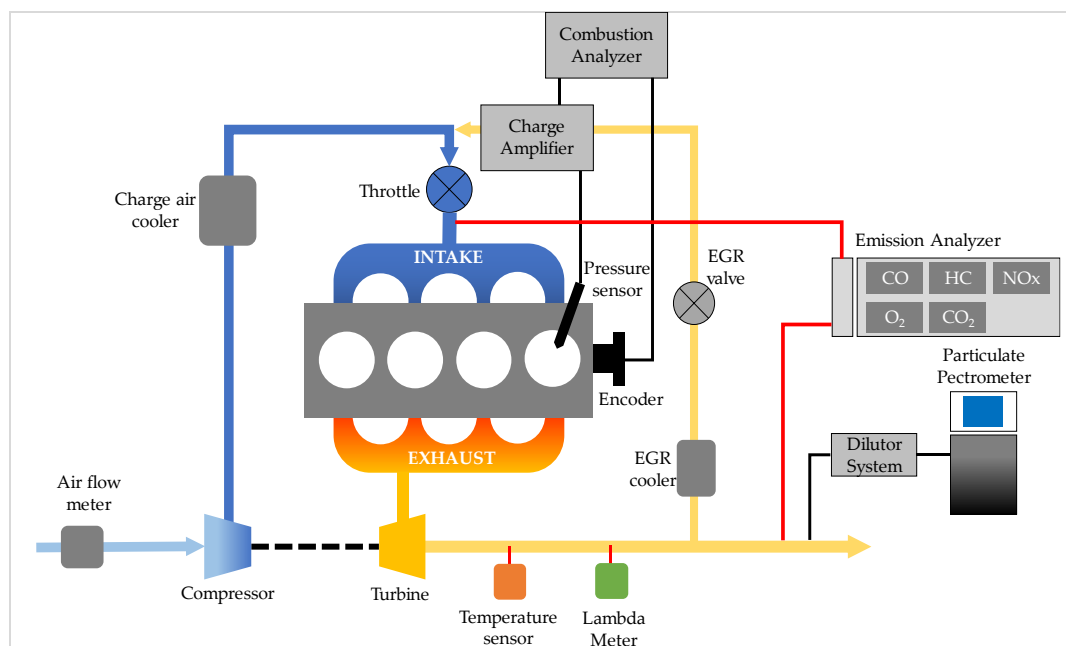 Combustion
Analyzer
Charge
Amplifier
Throttle
Charge air
cooler
INTAKE
Pressure
sensor
EGR
valve
Emission Analyzer
CO HC NOx
O₂ CO₂
Particulate
Pectrometer
Encoder
EXHAUST
EGR
cooler
Dilutor
System
Air flow
meter
Compressor
Turbine
Temperature
sensor
Lambda
Meter